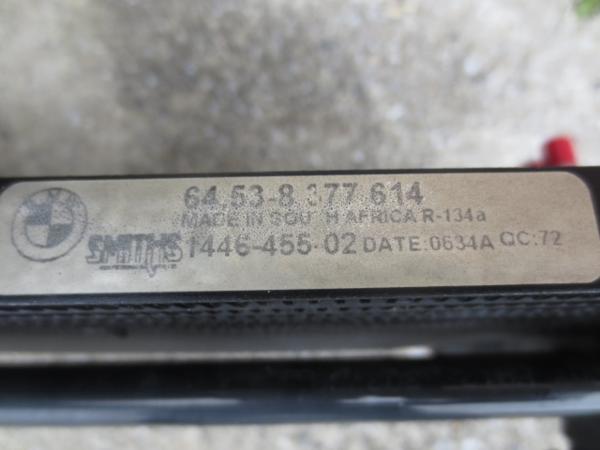 64.53-8 377 614
MADE IN SOUTH AFRICA R-134a
SMITHS 1446-455-02 DATE:0634A QC:72